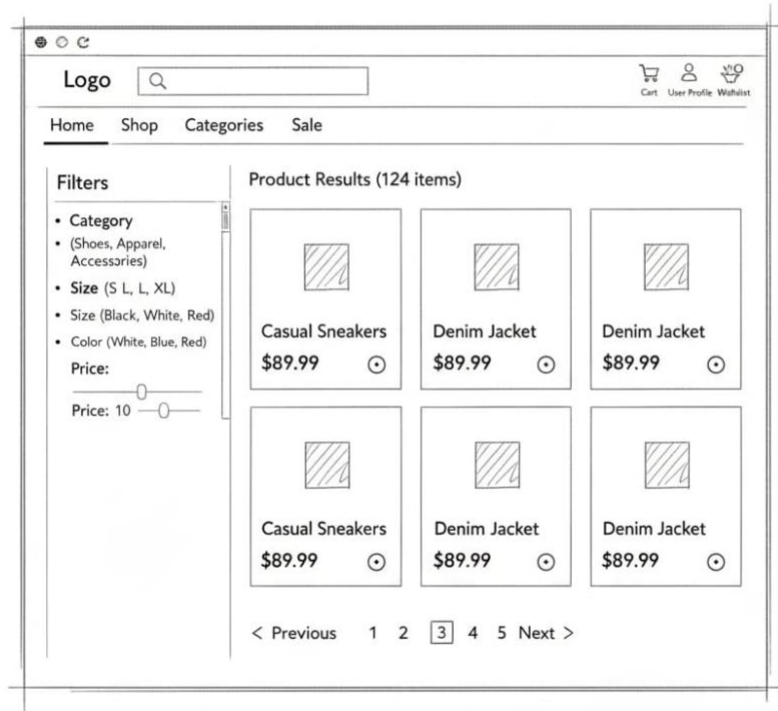 Logo
Cart User Profile Wishlist
Home Shop Categories Sale
Filters
• Category
• (Shoes, Apparel,
Accessories)
• Size (S L, L, XL)
• Size (Black, White, Red)
• Color (White, Blue, Red)
Price:
Price: 10
Product Results (124 items)
Casual Sneakers Denim Jacket Denim Jacket
$89.99 $89.99 $89.99
Casual Sneakers Denim Jacket Denim Jacket
$89.99 $89.99 $89.99
< Previous 1 2 3 4 5 Next >